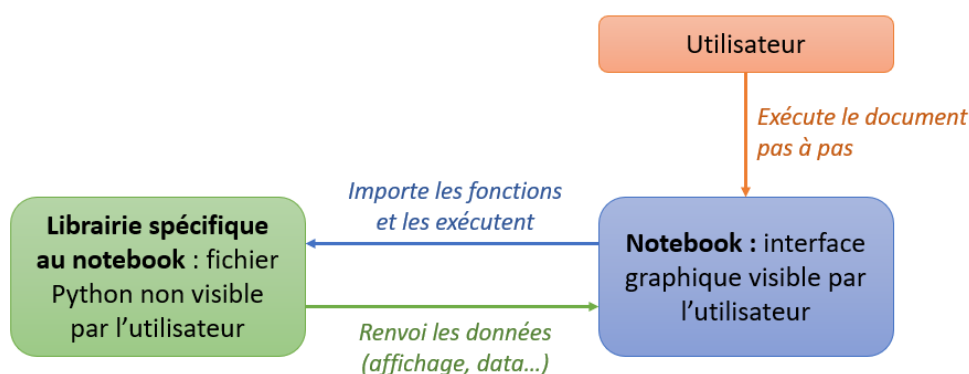 Utilisateur
Exécute le document
pas à pas
Importe les fonctions
et les exécutent
Librairie spécifique
au notebook : fichier
Python non visible
par l’utilisateur
Notebook : interface
graphique visible par
l’utilisateur
Renvoi les données
(affichage, data…)